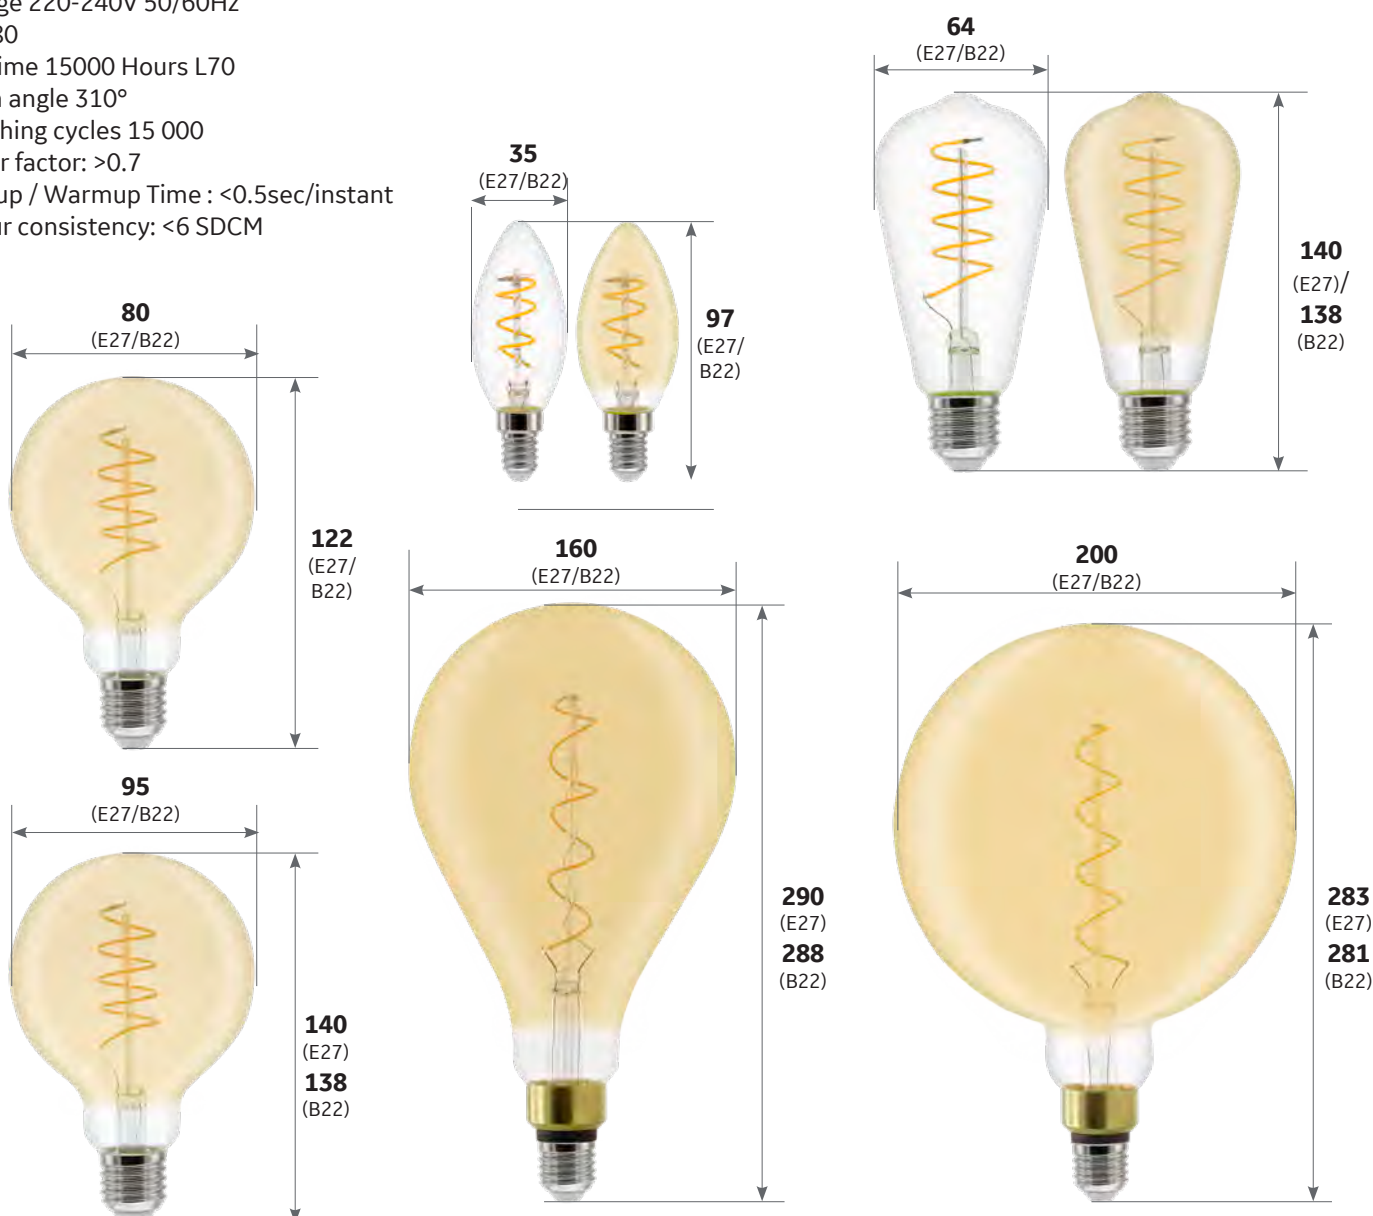 ge 220-240V 50/60Hz
80
ime 15000 Hours L70
angle 310°
hing cycles 15 000
r factor: >0.7
up / Warmup Time : <0.5sec/instant
ur consistency: <6 SDCM
64
(E27/B22)
35
(E27/B22)
140
(E27)/
138
(B22)
97
(E27/
B22)
80
(E27/B22)
122
(E27/
B22)
160
(E27/B22)
200
(E27/B22)
95
(E27/B22)
290
(E27)
288
(B22)
283
(E27)
281
(B22)
140
(E27)
138
(B22)